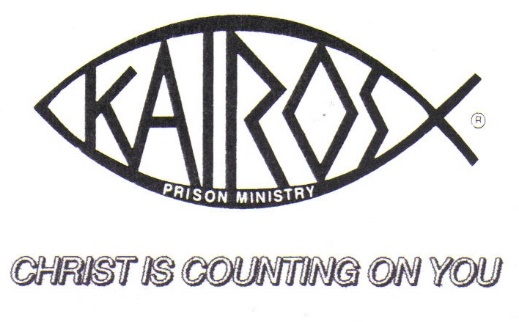 KAIROS
®
PRISON MINISTRY
CHRIST IS COUNTING ON YOU